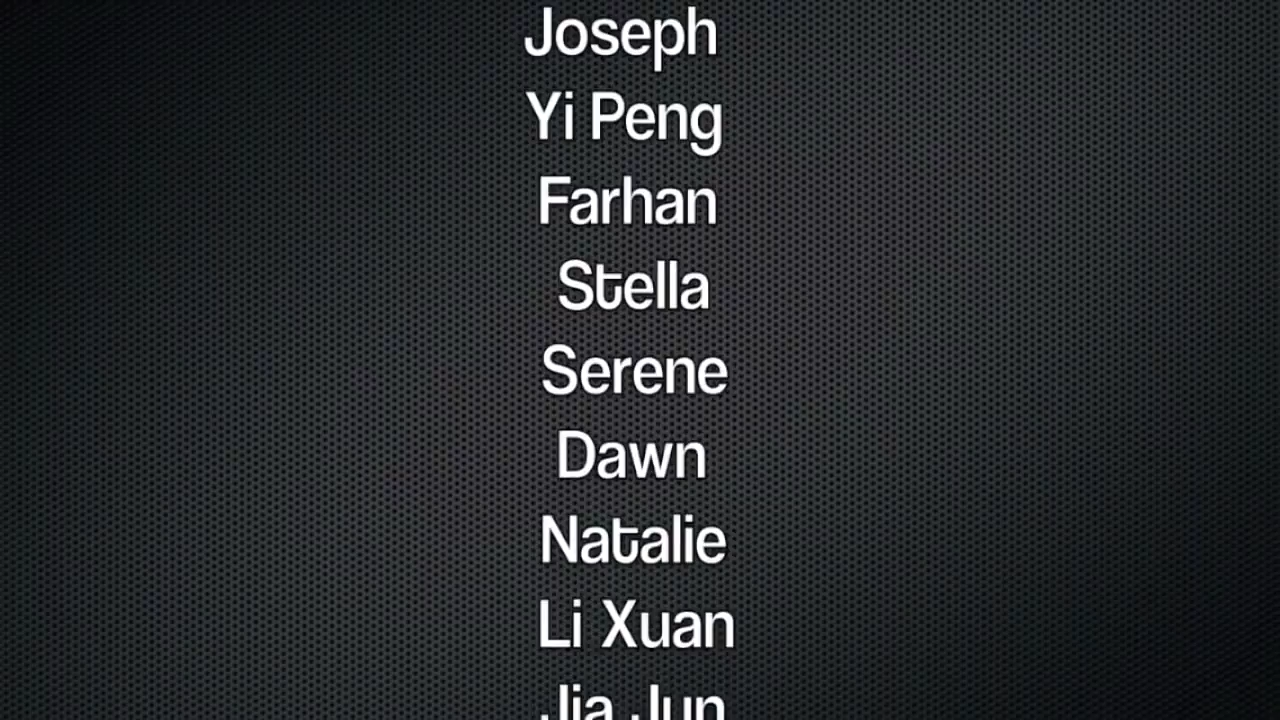 Joseph
Yi Peng
Farhan
Stella
Serene
Dawn
Natalie
Li Xuan
Jia Jun